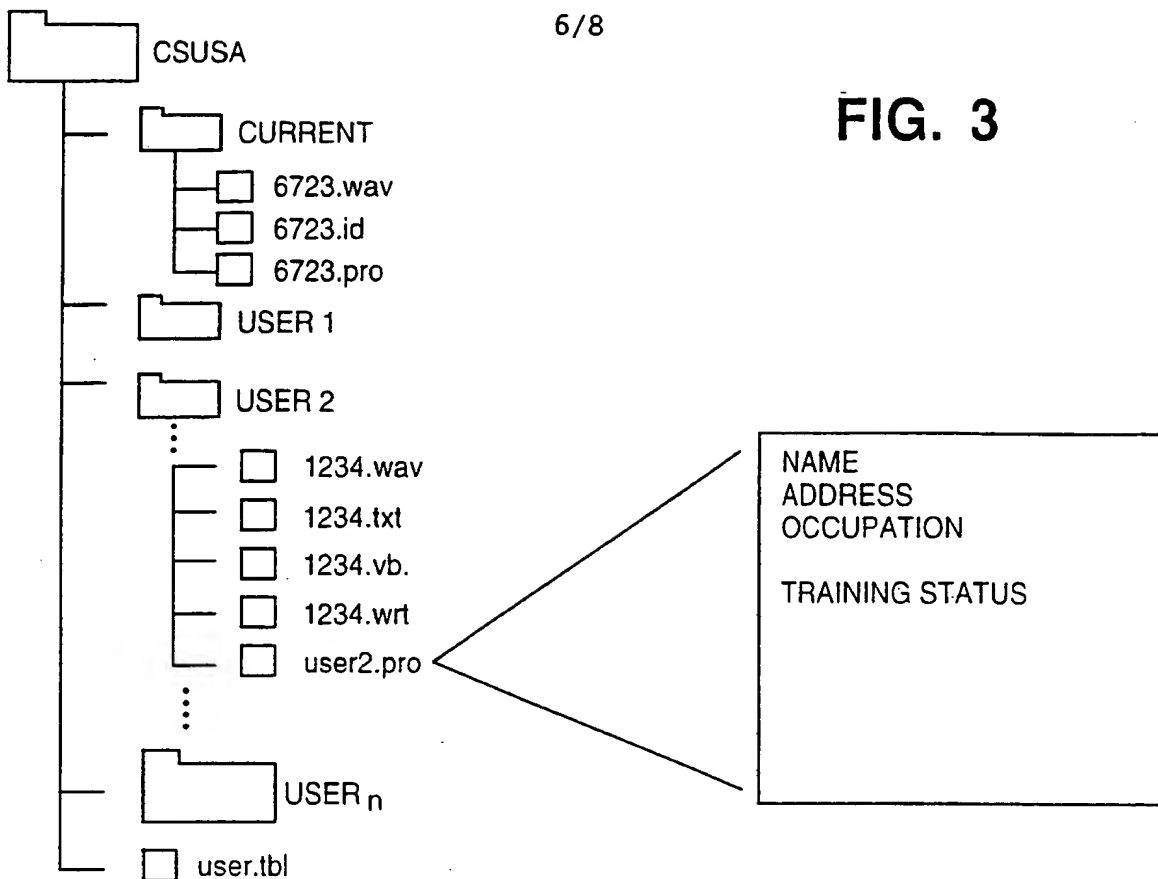 6/8
FIG. 3
CSUSA
CURRENT
6723.wav
6723.id
6723.pro
USER 1
USER 2
1234.wav
1234.txt
1234.vb.
1234.wrt
user2.pro
USER n
user.tbl
NAME
ADDRESS
OCCUPATION
TRAINING STATUS